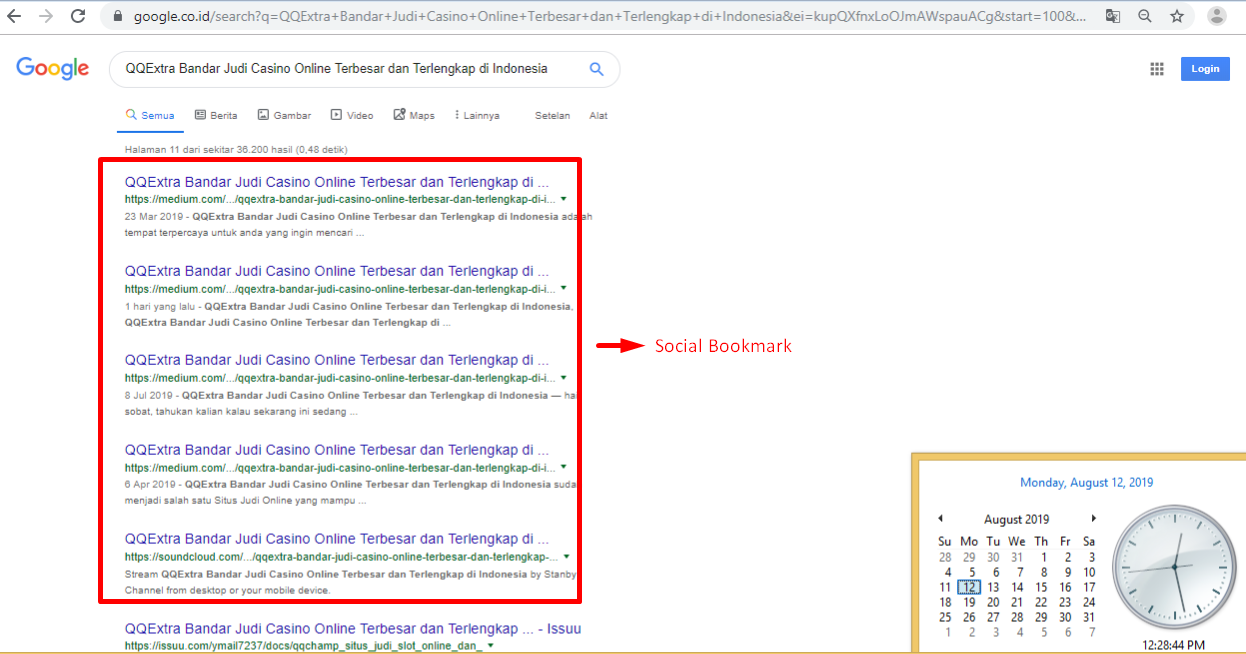 google.co.id/search?q=QQExtra+Bandar+Judi+Casino+Online+Terbesar+dan+Terlengkap+di+Indonesia&ei=kupQXfnxLoOJmAWspauACg&start=100&...
Google
QQExtra Bandar Judi Casino Online Terbesar dan Terlengkap di Indonesia
Login
Semua Berita Gambar Video Maps Lainnya Setelan Alat
Halaman 11 dari sekitar 36.200 hasil (0,48 detik)
QQExtra Bandar Judi Casino Online Terbesar dan Terlengkap di ...
https://medium.com/.../qqextra-bandar-judi-casino-online-terbesar-dan-terlengkap-di-i...
23 Mar 2019 - QQExtra Bandar Judi Casino Online Terbesar dan Terlengkap di Indonesia adalah
tempat terpercaya untuk anda yang ingin mencari ...
QQExtra Bandar Judi Casino Online Terbesar dan Terlengkap di ...
https://medium.com/.../qqextra-bandar-judi-casino-online-terbesar-dan-terlengkap-di-i...
1 hari yang lalu - QQExtra Bandar Judi Casino Online Terbesar dan Terlengkap di Indonesia.
QQExtra Bandar Judi Casino Online Terbesar dan Terlengkap di ...
QQExtra Bandar Judi Casino Online Terbesar dan Terlengkap di ...
https://medium.com/.../qqextra-bandar-judi-casino-online-terbesar-dan-terlengkap-di-i...
8 Jul 2019 - QQExtra Bandar Judi Casino Online Terbesar dan Terlengkap di Indonesia — hai
sobat, tahukan kalian kalau sekarang ini sedang ...
QQExtra Bandar Judi Casino Online Terbesar dan Terlengkap di ...
https://medium.com/.../qqextra-bandar-judi-casino-online-terbesar-dan-terlengkap-di-i...
6 Apr 2019 - QQExtra Bandar Judi Casino Online Terbesar dan Terlengkap di Indonesia suda
menjadi salah satu Situs Judi Online yang mampu ...
QQExtra Bandar Judi Casino Online Terbesar dan Terlengkap di ...
https://soundcloud.com/.../qqextra-bandar-judi-casino-online-terbesar-dan-terlengkap-...
Stream QQExtra Bandar Judi Casino Online Terbesar dan Terlengkap di Indonesia by Stanby
Channel from desktop or your mobile device.
QQExtra Bandar Judi Casino Online Terbesar dan Terlengkap ... - Issuu
https://issuu.com/ymail7237/docs/qqchamp_situs_judi_slot_online_dan_
Social Bookmark
Monday, August 12, 2019
August 2019
Su Mo Tu We Th Fr Sa
28 29 30 31 1 2 3
4 5 6 7 8 9 10
11 12 13 14 15 16 17
18 19 20 21 22 23 24
25 26 27 28 29 30 31
1 2 3 4 5 6 7
12:28:44 PM